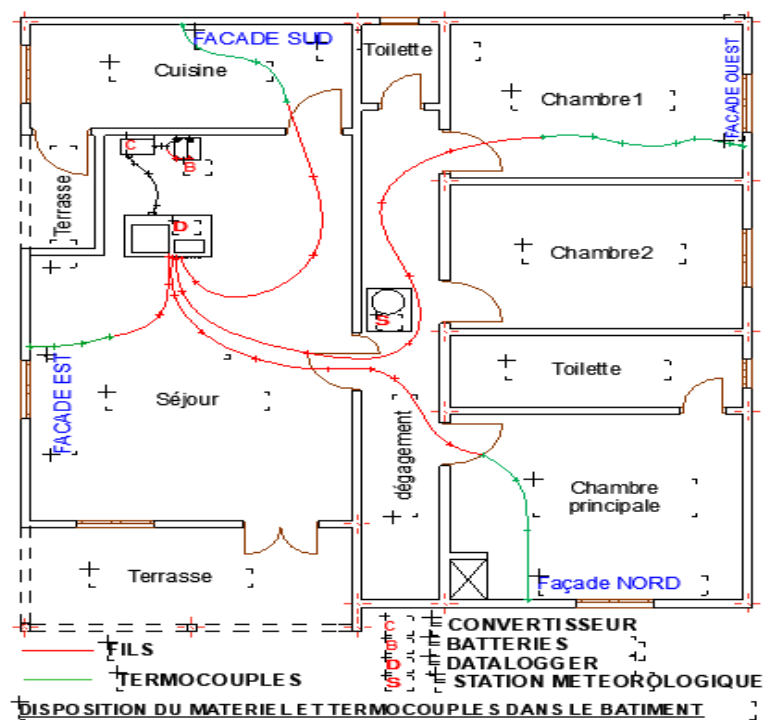 FACADE SUD
Toilette
Cuisine
Chambre1
FACADE OUEST
C
B
Terrasse
D
Chambre2
S
Toilette
FACADE EST
Séjour
dégagement
Chambre
principale
Terrasse
Façade NORD
C = CONVERTISSEUR
B = BATTERIES
D = DATALOGGER
S = STATION METEOROLOGIQUE
FILS
TERMOCOUPLES
DISPOSITION DU MATERIEL ET TERMOCOUPLES DANS LE BATIMENT